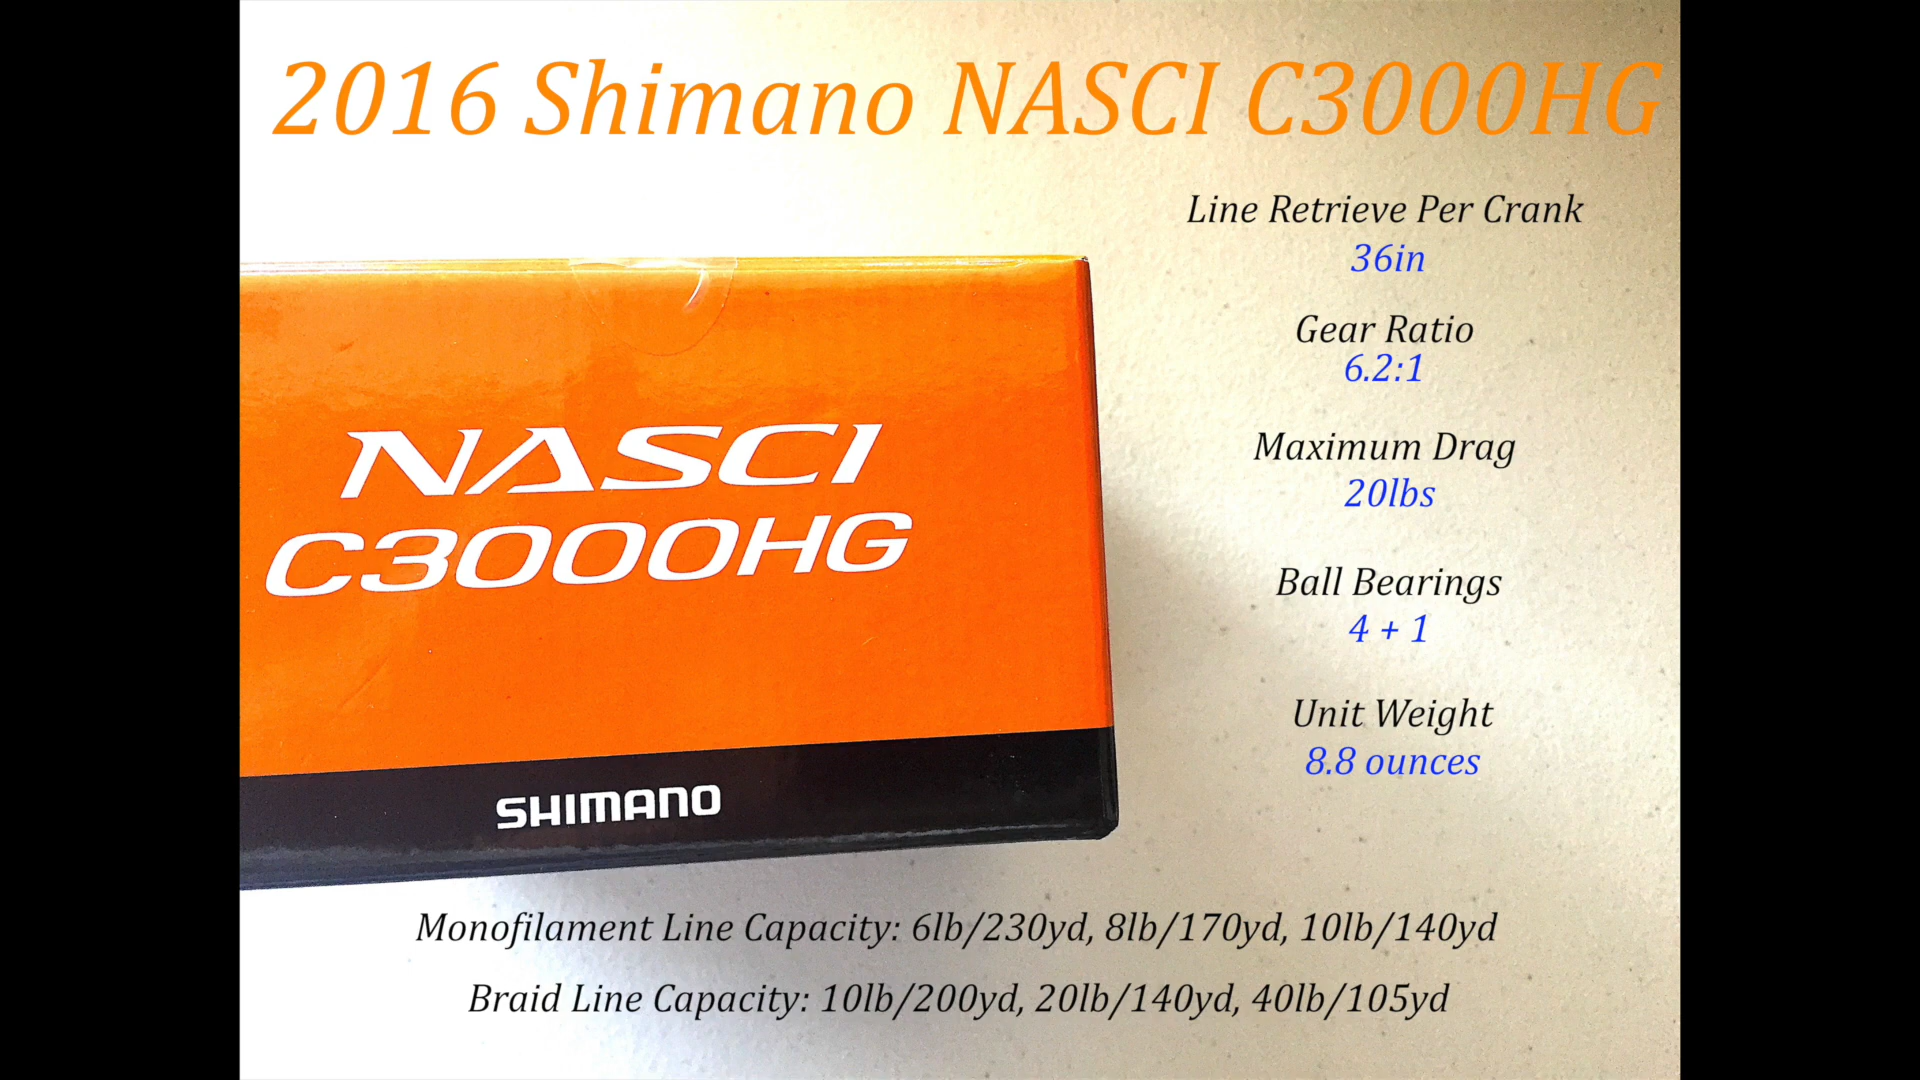 2016 Shimano NASCI C3000HG
Line Retrieve Per Crank
36in
Gear Ratio
6.2:1
Maximum Drag
20lbs
Ball Bearings
4 + 1
Unit Weight
8.8 ounces
NASCI
C3000HG
SHIMANO
Monofilament Line Capacity: 6lb/230yd, 8lb/170yd, 10lb/140yd
Braid Line Capacity: 10lb/200yd, 20lb/140yd, 40lb/105yd